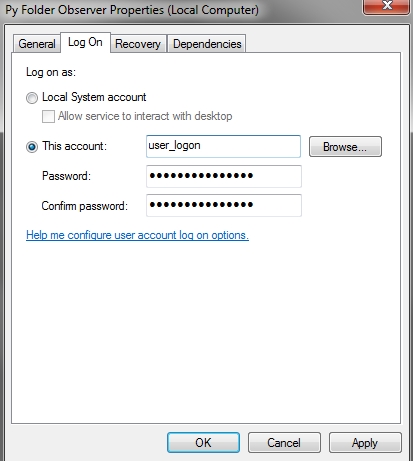 Py Folder Observer Properties (Local Computer)
General Log On Recovery Dependencies
Log on as:
Local System account
Allow service to interact with desktop
This account: user_logon Browse...
Password: •••••••••••••••
Confirm password: •••••••••••••••
Help me configure user account log on options.
OK Cancel Apply